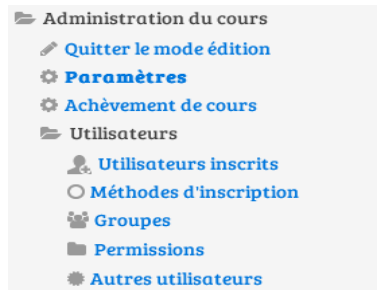 Administration du cours
Quitter le mode édition
Paramètres
Achèvement de cours
Utilisateurs
Utilisateurs inscrits
Méthodes d'inscription
Groupes
Permissions
Autres utilisateurs